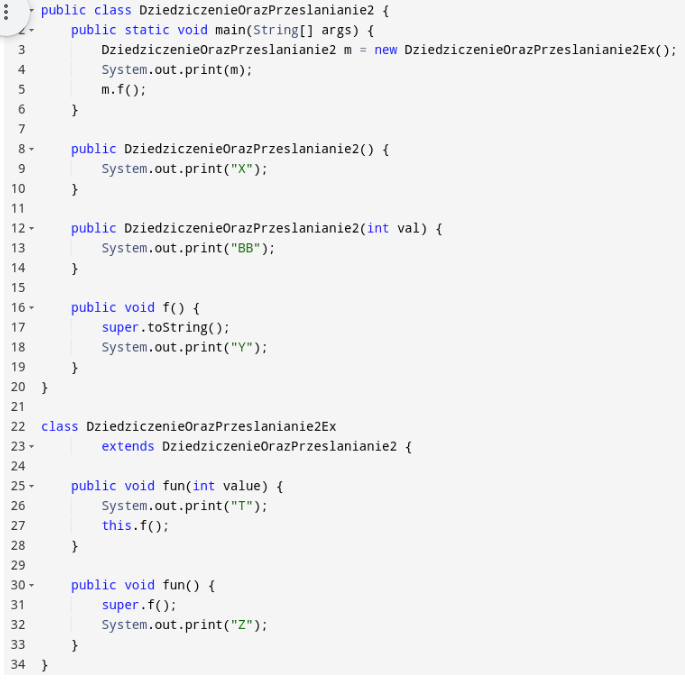 public class DziedziczenieOrazPrzeslanianie2 {
2 public static void main(String[] args) {
3 DziedziczenieOrazPrzeslanianie2 m = new DziedziczenieOrazPrzeslanianie2Ex();
4 System.out.print(m);
5 m.f();
6 }
7
8 public DziedziczenieOrazPrzeslanianie2() {
9 System.out.print("X");
10 }
11
12 public DziedziczenieOrazPrzeslanianie2(int val) {
13 System.out.print("BB");
14 }
15
16 public void f() {
17 super.toString();
18 System.out.print("Y");
19 }
20 }
21
22 class DziedziczenieOrazPrzeslanianie2Ex
23 extends DziedziczenieOrazPrzeslanianie2 {
24
25 public void fun(int value) {
26 System.out.print("T");
27 this.f();
28 }
29
30 public void fun() {
31 super.f();
32 System.out.print("Z");
33 }
34 }